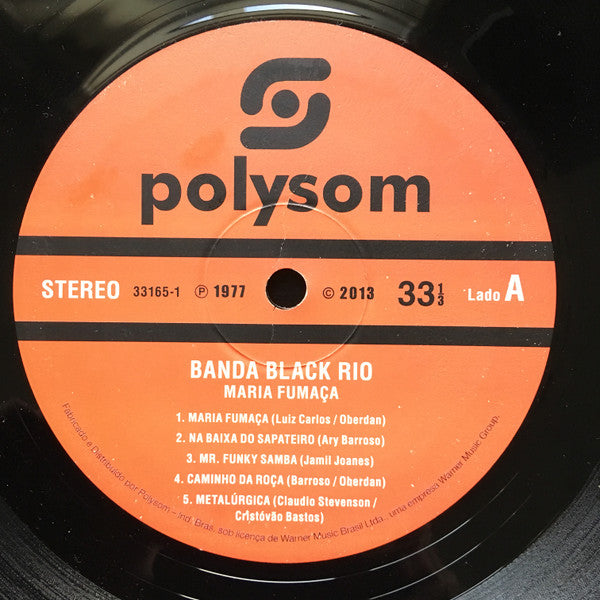 polysom
STEREO 33165-1 Ⓟ 1977 © 2013 33 1/3 Lado A
BANDA BLACK RIO
MARIA FUMAÇA
1. MARIA FUMAÇA (Luiz Carlos / Oberdan)
2. NA BAIXA DO SAPATEIRO (Ary Barroso)
3. MR. FUNKY SAMBA (Jamil Joanes)
4. CAMINHO DA ROÇA (Barroso / Oberdan)
5. METALÚRGICA (Claudio Stevenson /
Cristóvão Bastos)
Fabricado e Distribuido por Polysom – Ind. Bras. sob licença de Warner Music Brasil Ltda. uma empresa Warner Music Group.